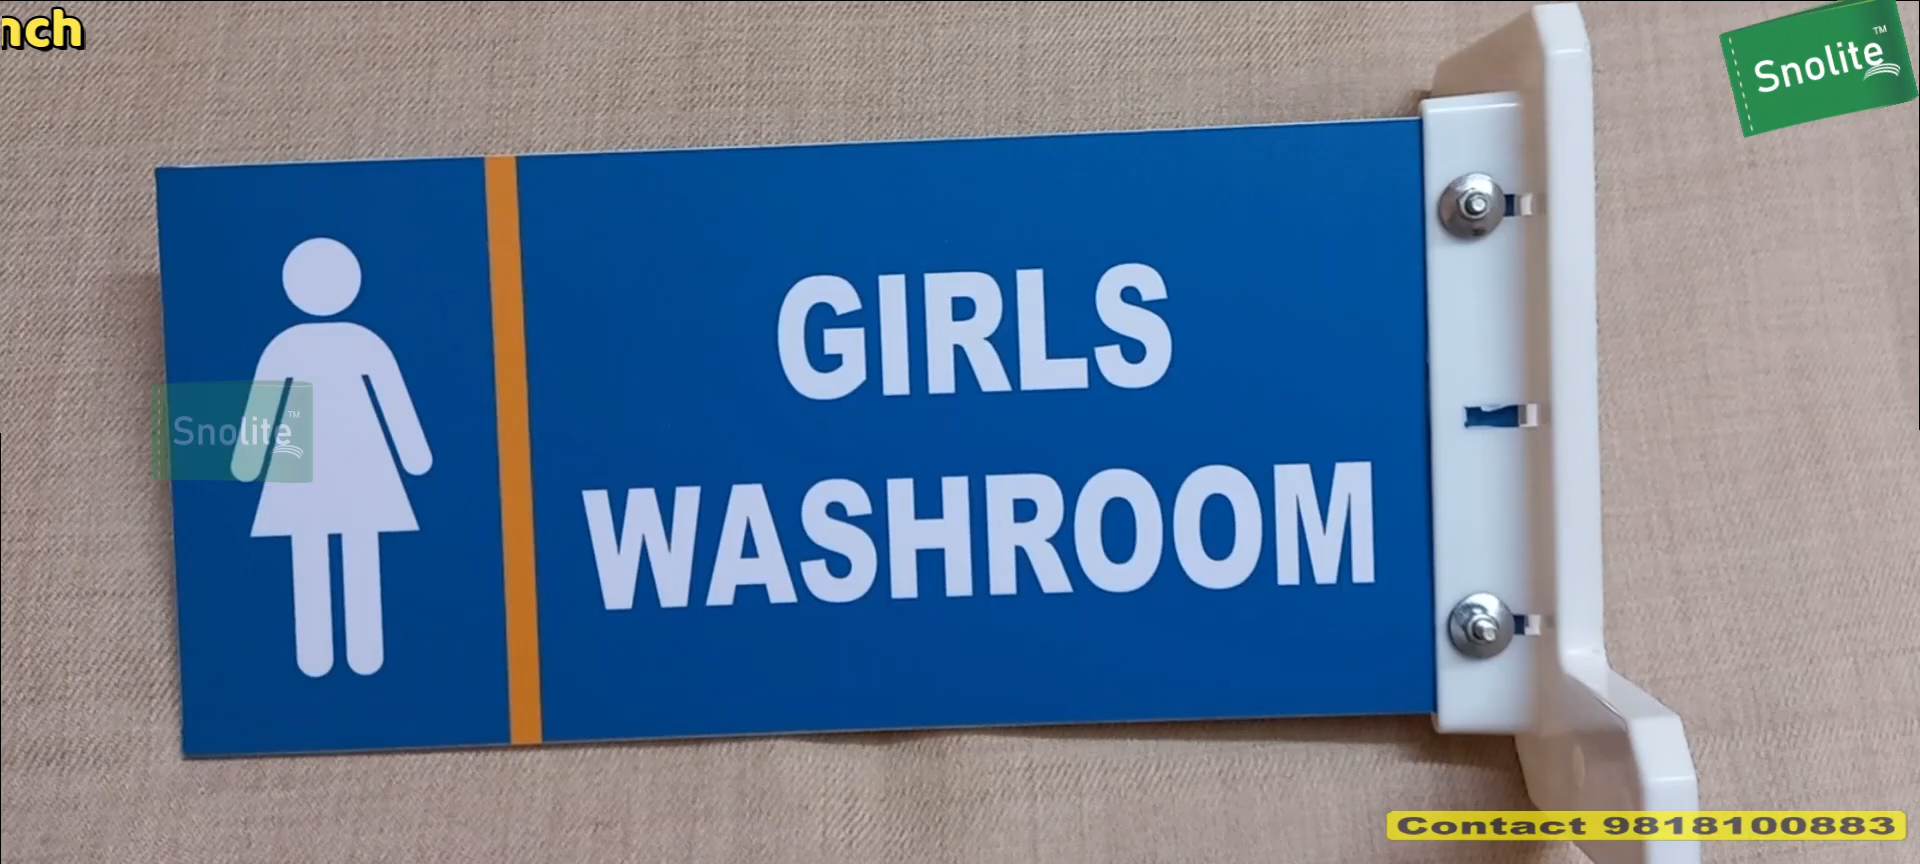 nch
Snolite™
GIRLS
WASHROOM
Snolite™
Contact 9818100883